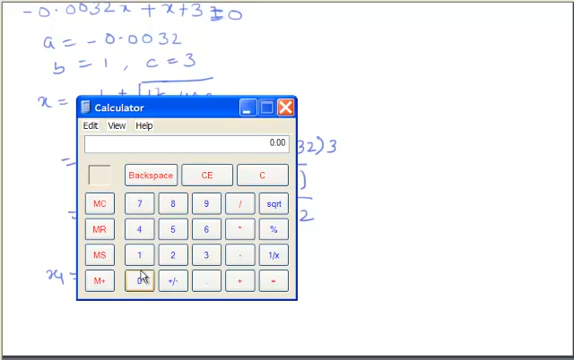 -0.0032x + x + 3 = 0
a = -0.0032
b = 1 , c = 3
x =
Calculator
Edit View Help
0.00
=
32) 3
Backspace CE C
)
MC 7 8 9 / sqrt
=
2
MR 4 5 6 * %
MS 1 2 3 - 1/x
x1 =
M+ 0 +/- . + =